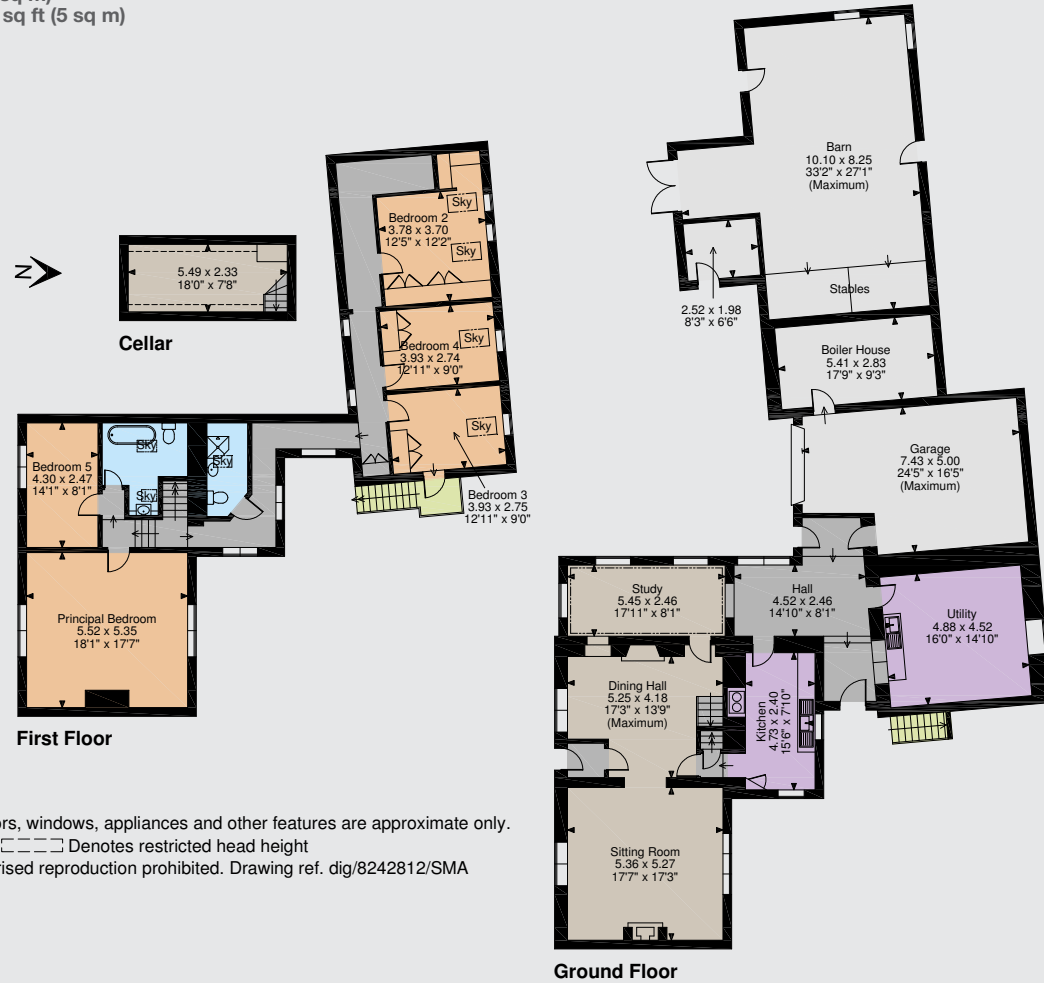 sq ft (5 sq m)
Barn
10.10 x 8.25
33'2" x 27'1"
(Maximum)
Bedroom 2
3.78 x 3.70
12'5" x 12'2"
Sky
Sky
N
5.49 x 2.33
18'0" x 7'8"
Cellar
2.52 x 1.98
8'3" x 6'6"
Stables
Bedroom 4
3.93 x 2.74
12'11" x 9'0"
Sky
Boiler House
5.41 x 2.83
17'9" x 9'3"
Sky
Bedroom 3
3.93 x 2.75
12'11" x 9'0"
Garage
7.43 x 5.00
24'5" x 16'5"
(Maximum)
Bedroom 5
4.30 x 2.47
14'1" x 8'1"
Sky
Sky
Sky
Principal Bedroom
5.52 x 5.35
18'1" x 17'7"
First Floor
Study
5.45 x 2.46
17'11" x 8'1"
Hall
4.52 x 2.46
14'10" x 8'1"
Utility
4.88 x 4.52
16'0" x 14'10"
Dining Hall
5.25 x 4.18
17'3" x 13'9"
(Maximum)
Kitchen
4.73 x 2.40
15'6" x 7'10"
Sitting Room
5.36 x 5.27
17'7" x 17'3"
Ground Floor
windows, appliances and other features are approximate only.
Denotes restricted head height
reproduction prohibited. Drawing ref. dig/8242812/SMA